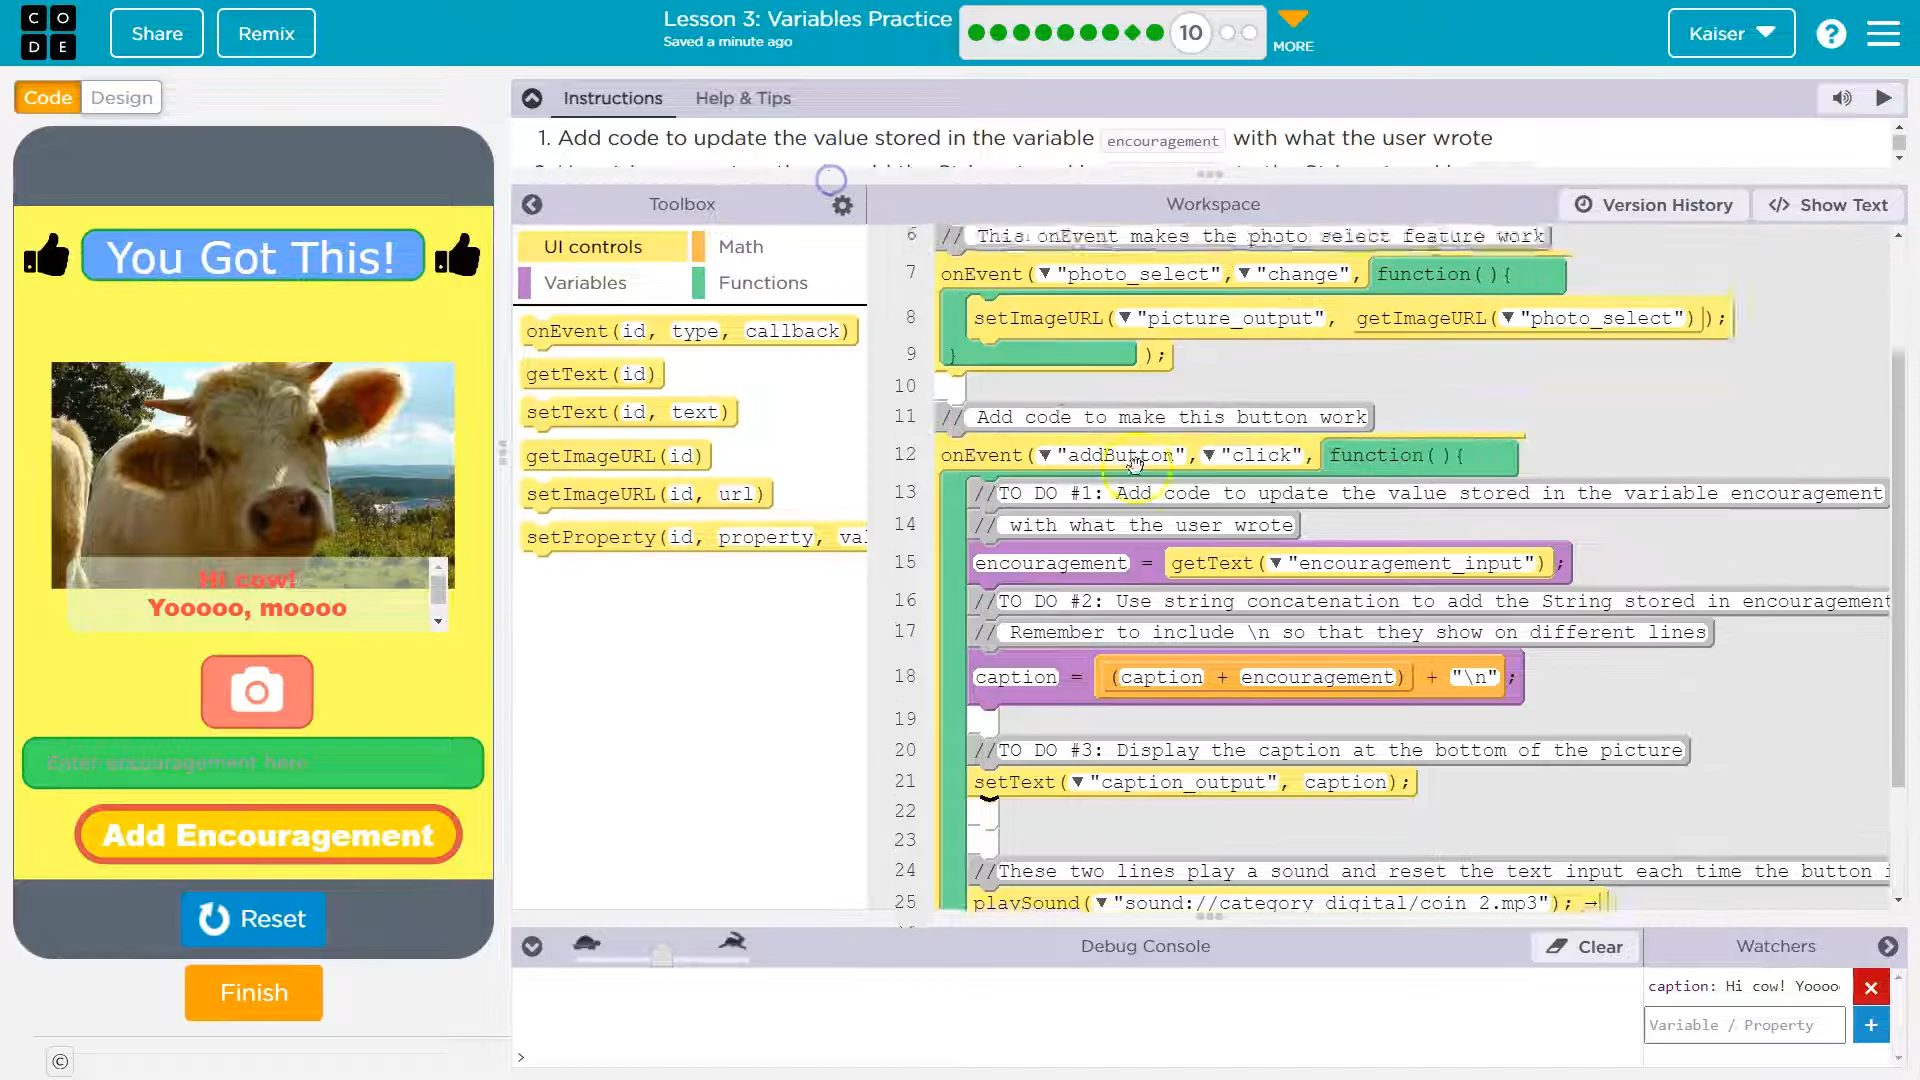 CODE
Share
Remix
Lesson 3: Variables Practice
Saved a minute ago
10
MORE
Kaiser
?
Code
Design
Instructions
Help & Tips
1. Add code to update the value stored in the variable encouragement with what the user wrote
Toolbox
Workspace
Version History
</> Show Text
UI controls
Math
Variables
Functions
onEvent(id, type, callback)
getText(id)
setText(id, text)
getImageURL(id)
setImageURL(id, url)
setProperty(id, property, val
6 // This onEvent makes the photo select feature work
7 onEvent(▼"photo_select",▼"change", function(){
8 setImageURL(▼"picture_output", getImageURL(▼"photo_select"));
9 } );
10
11 // Add code to make this button work
12 onEvent(▼"addButton",▼"click", function(){
13 //TO DO #1: Add code to update the value stored in the variable encouragement
14 // with what the user wrote
15 encouragement = getText(▼"encouragement_input");
16 //TO DO #2: Use string concatenation to add the String stored in encouragement
17 // Remember to include \n so that they show on different lines
18 caption = (caption + encouragement) + "\n";
19
20 //TO DO #3: Display the caption at the bottom of the picture
21 setText(▼"caption_output", caption);
22
23
24 //These two lines play a sound and reset the text input each time the button
25 playSound(▼"sound://category_digital/coin_2.mp3");
You Got This!
Hi cow!
Yooooo, moooo
Enter encouragement here
Add Encouragement
Reset
Finish
©
Debug Console
Clear
Watchers
caption: Hi cow! Yoooo
Variable / Property
>